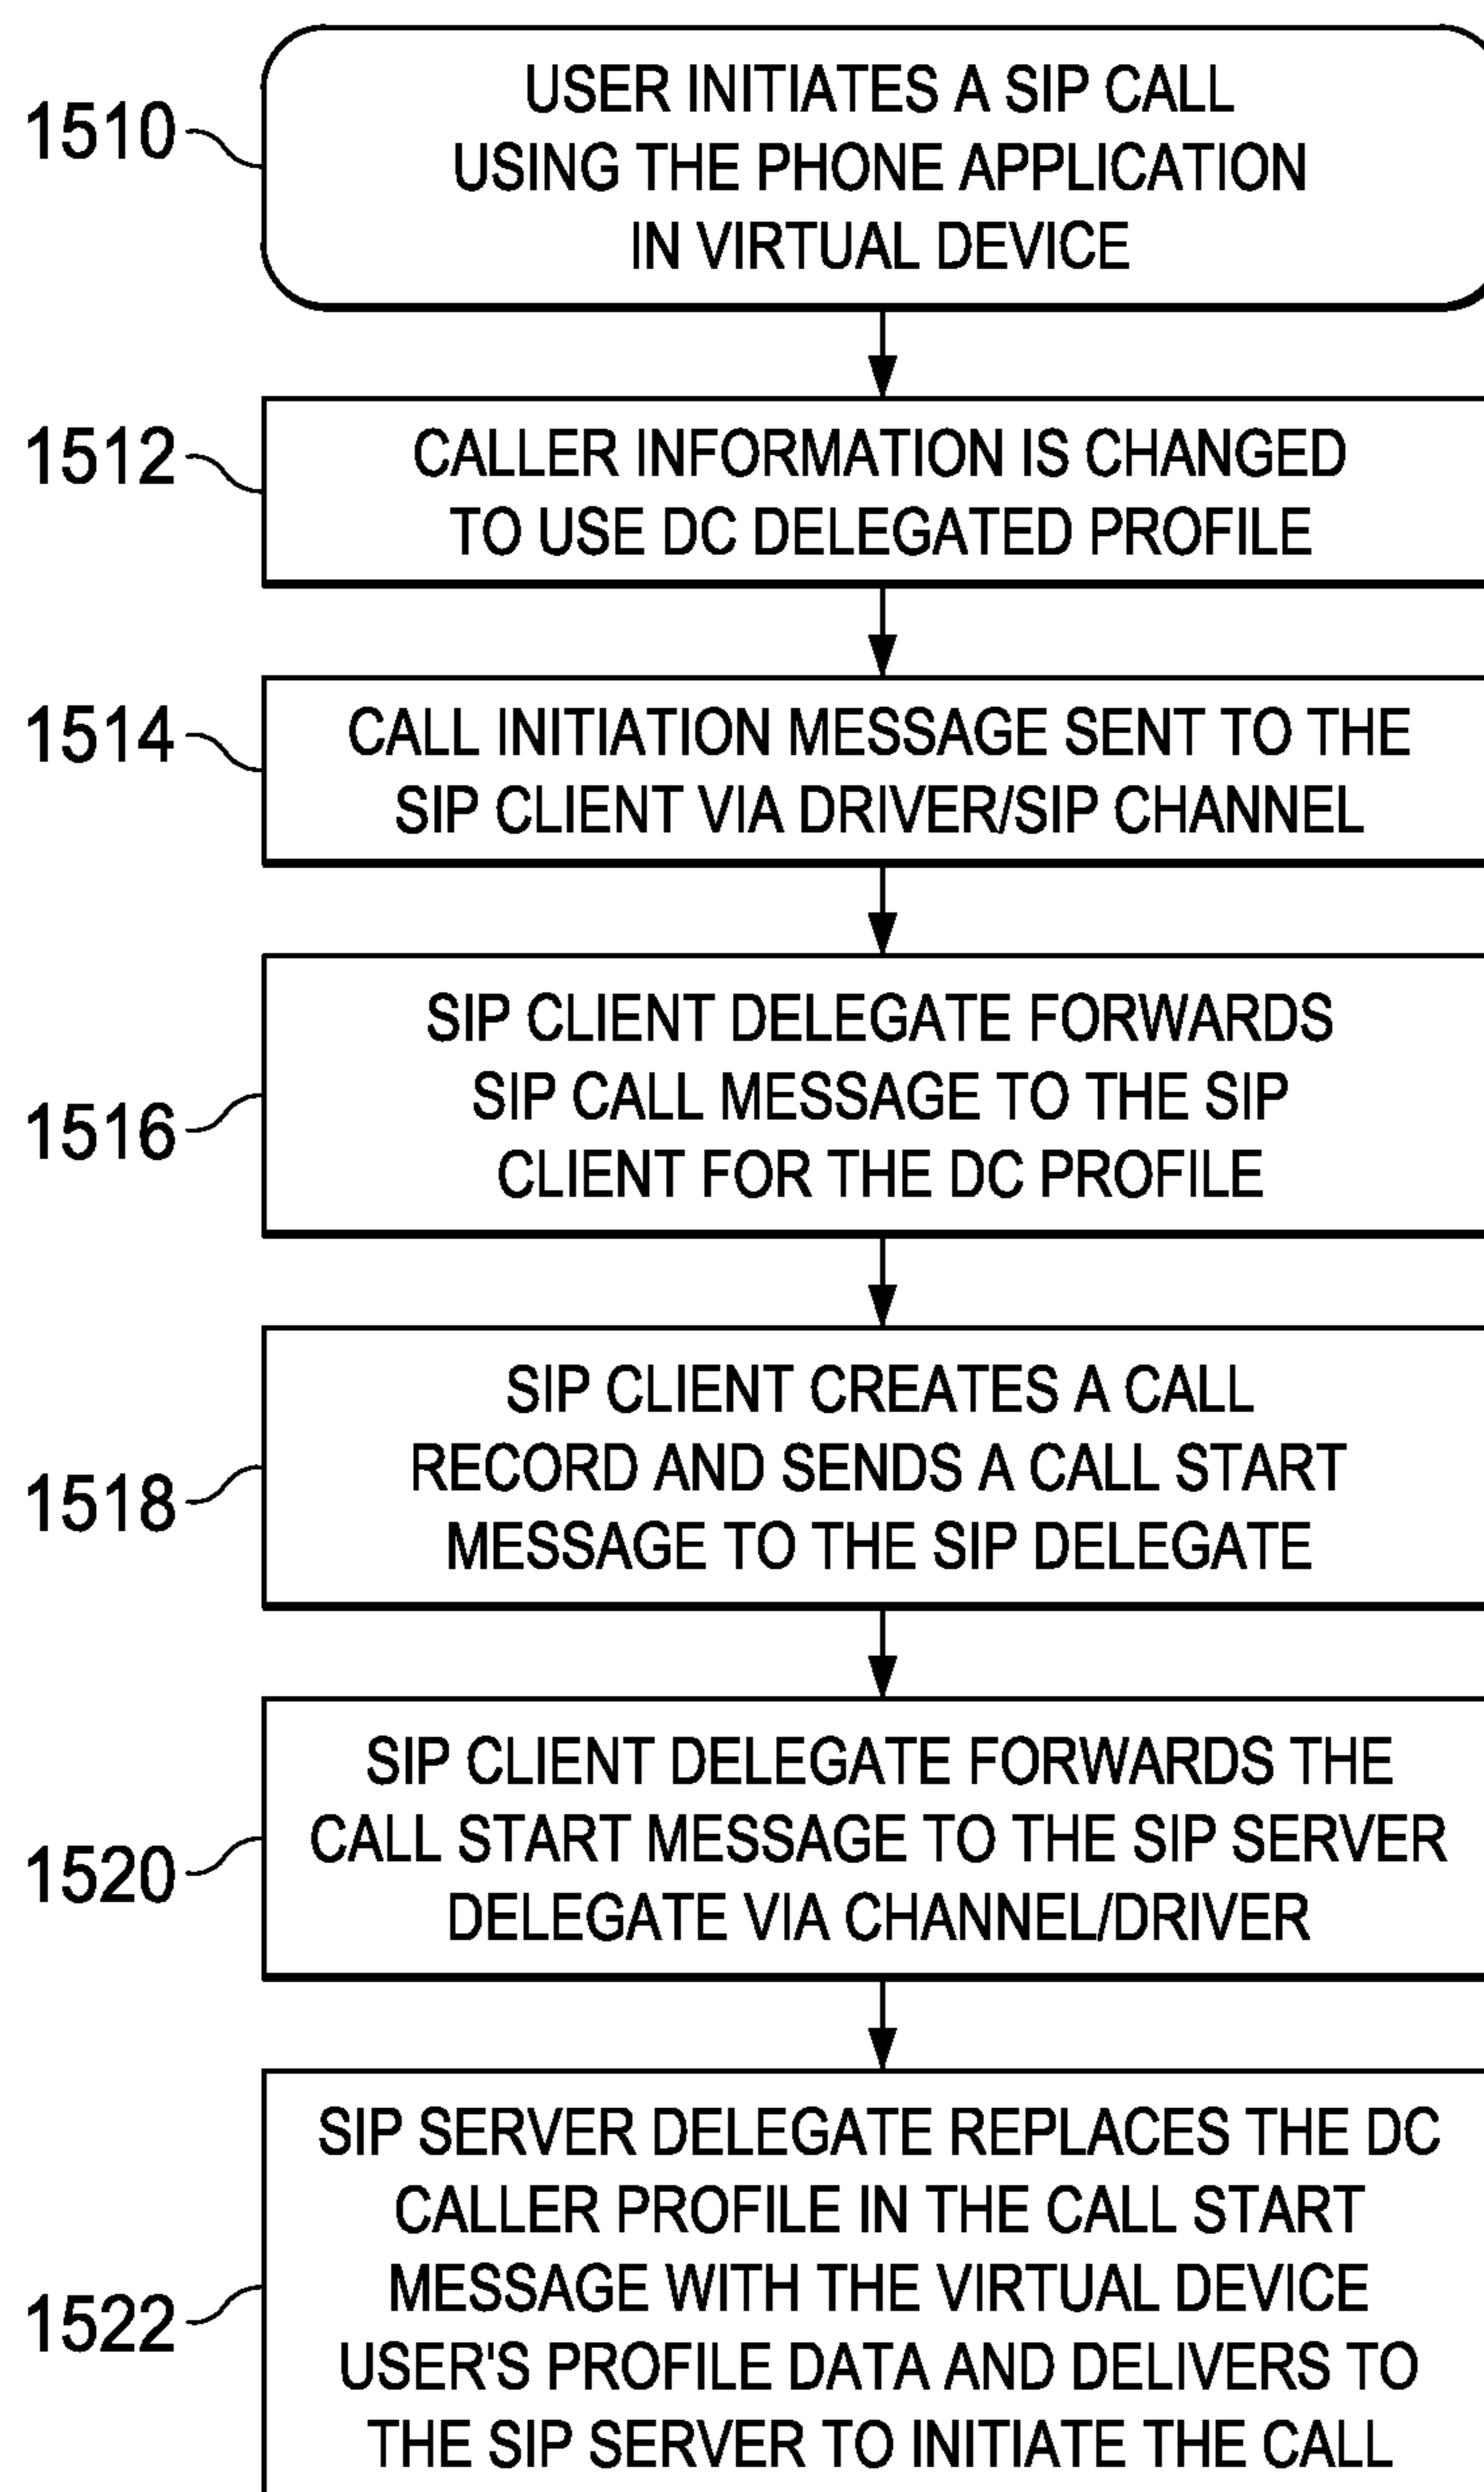 1510
USER INITIATES A SIP CALL
USING THE PHONE APPLICATION
IN VIRTUAL DEVICE
1512
CALLER INFORMATION IS CHANGED
TO USE DC DELEGATED PROFILE
1514
CALL INITIATION MESSAGE SENT TO THE
SIP CLIENT VIA DRIVER/SIP CHANNEL
1516
SIP CLIENT DELEGATE FORWARDS
SIP CALL MESSAGE TO THE SIP
CLIENT FOR THE DC PROFILE
1518
SIP CLIENT CREATES A CALL
RECORD AND SENDS A CALL START
MESSAGE TO THE SIP DELEGATE
1520
SIP CLIENT DELEGATE FORWARDS THE
CALL START MESSAGE TO THE SIP SERVER
DELEGATE VIA CHANNEL/DRIVER
1522
SIP SERVER DELEGATE REPLACES THE DC
CALLER PROFILE IN THE CALL START
MESSAGE WITH THE VIRTUAL DEVICE
USER'S PROFILE DATA AND DELIVERS TO
THE SIP SERVER TO INITIATE THE CALL